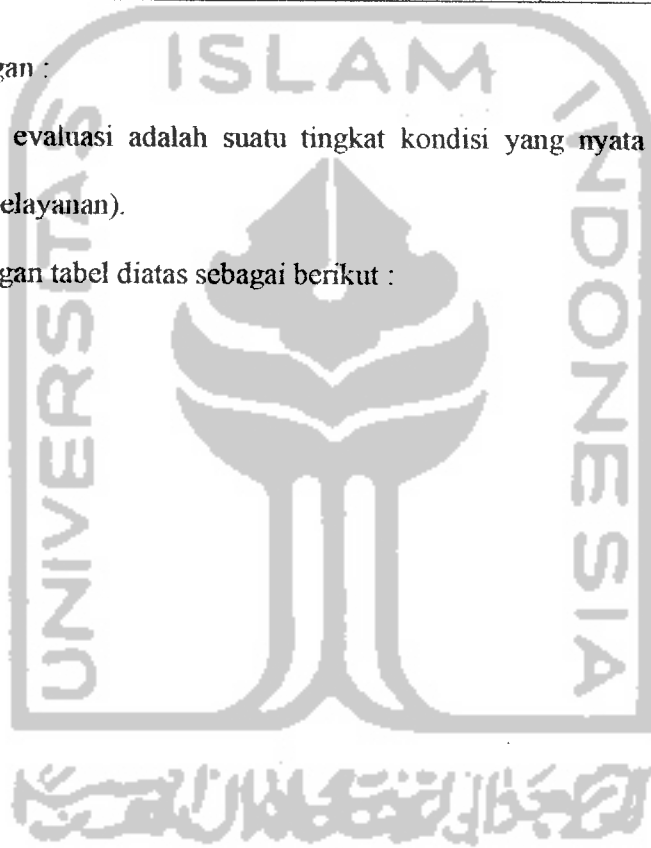 gan :
evaluasi adalah suatu tingkat kondisi yang nyata
elayanan).
gan tabel diatas sebagai berikut :
ISLAM
UNIVERSITAS
INDONESIA